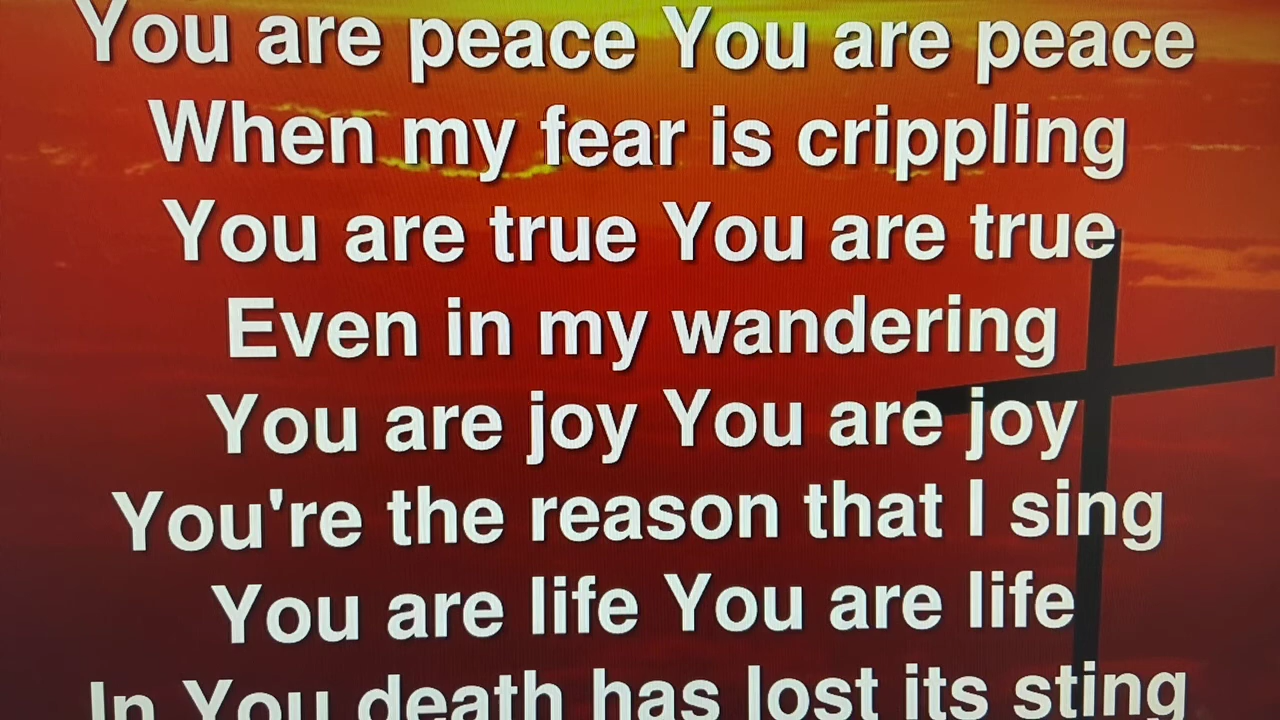 You are peace You are peace
When my fear is crippling
You are true You are true
Even in my wandering
You are joy You are joy
You're the reason that I sing
You are life You are life
In You death has lost its sting